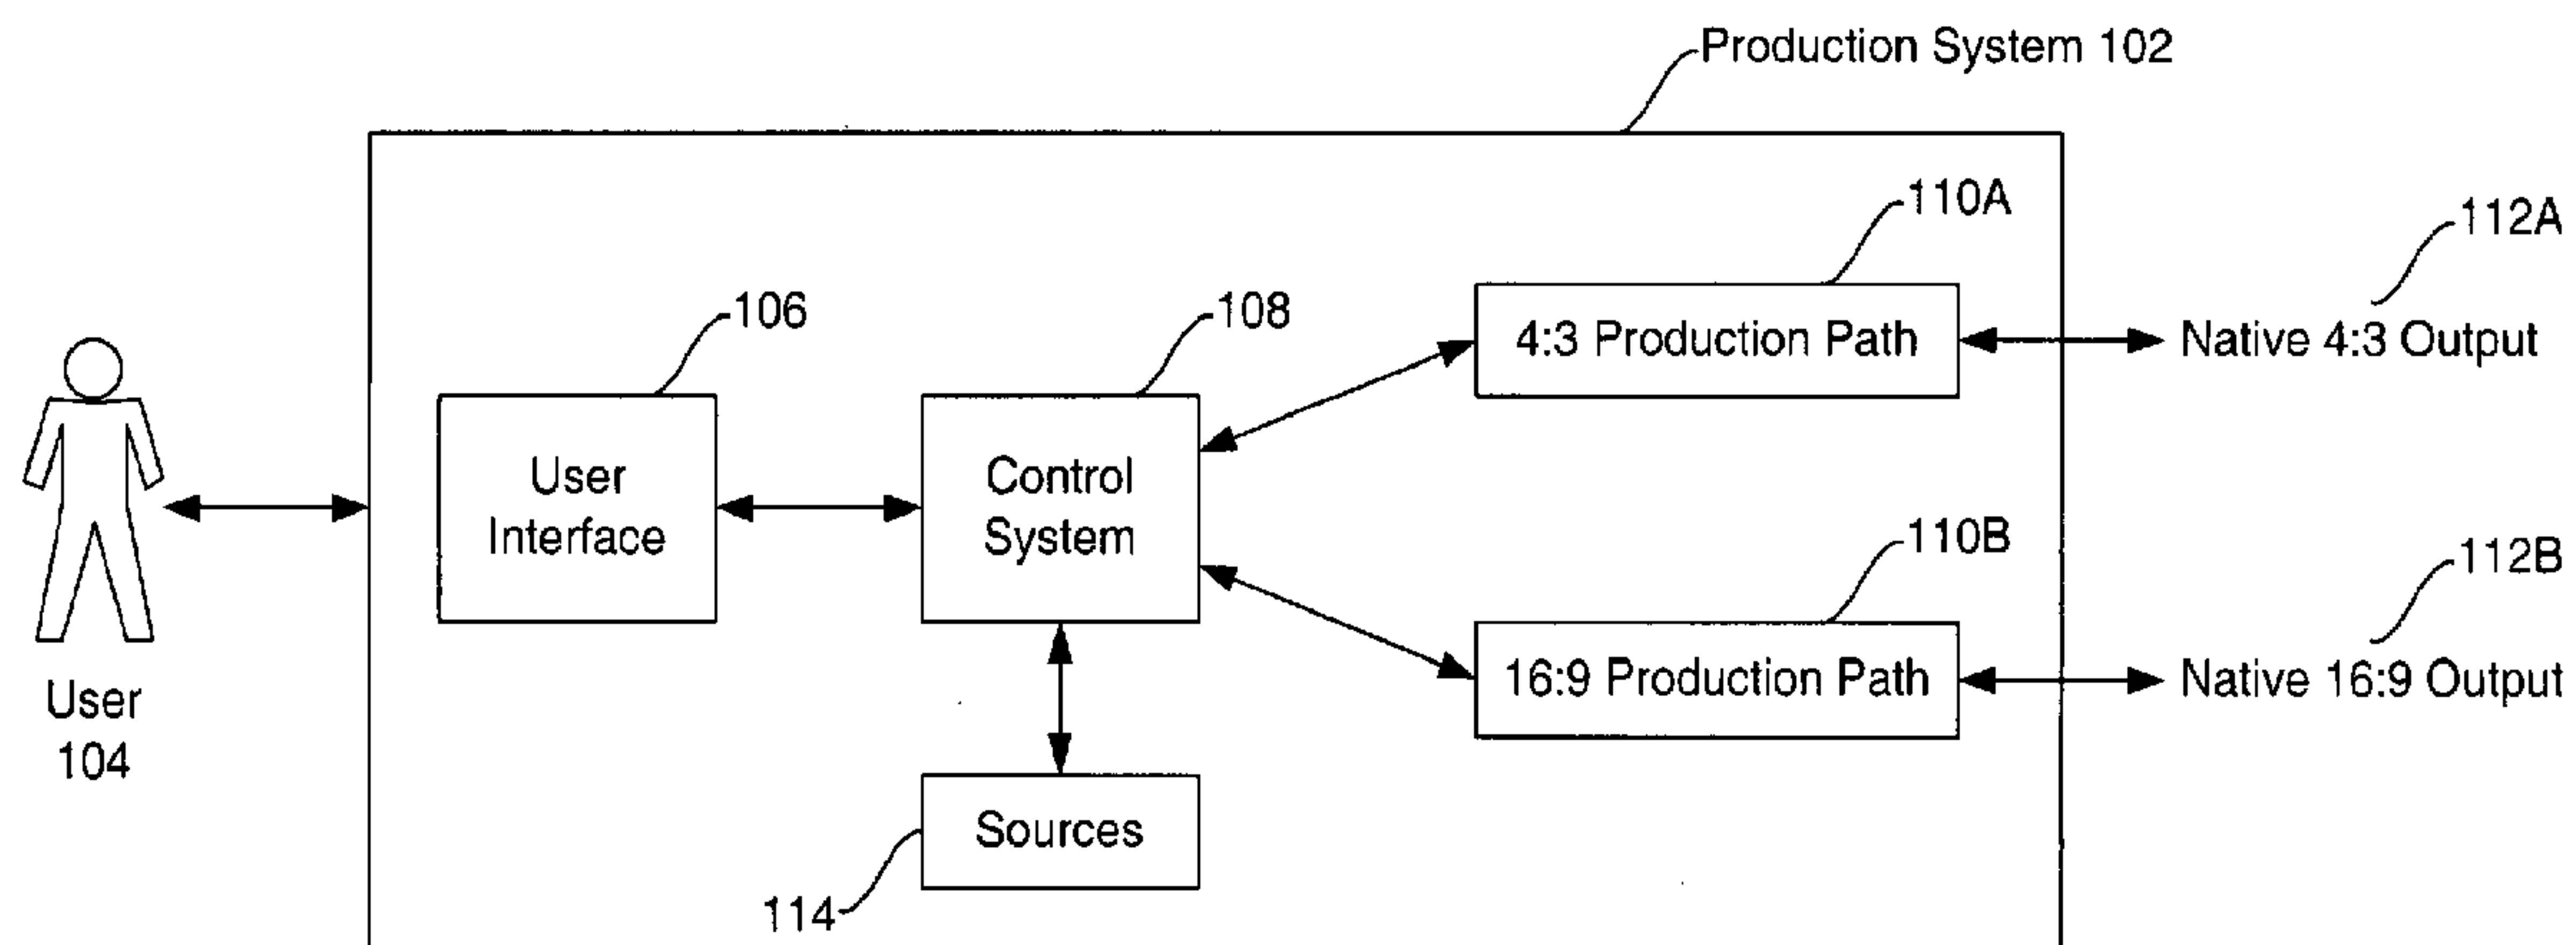 Production System 102
110A
112A
106
108
4:3 Production Path
Native 4:3 Output
User
Interface
Control
System
110B
112B
16:9 Production Path
Native 16:9 Output
User
104
Sources
114